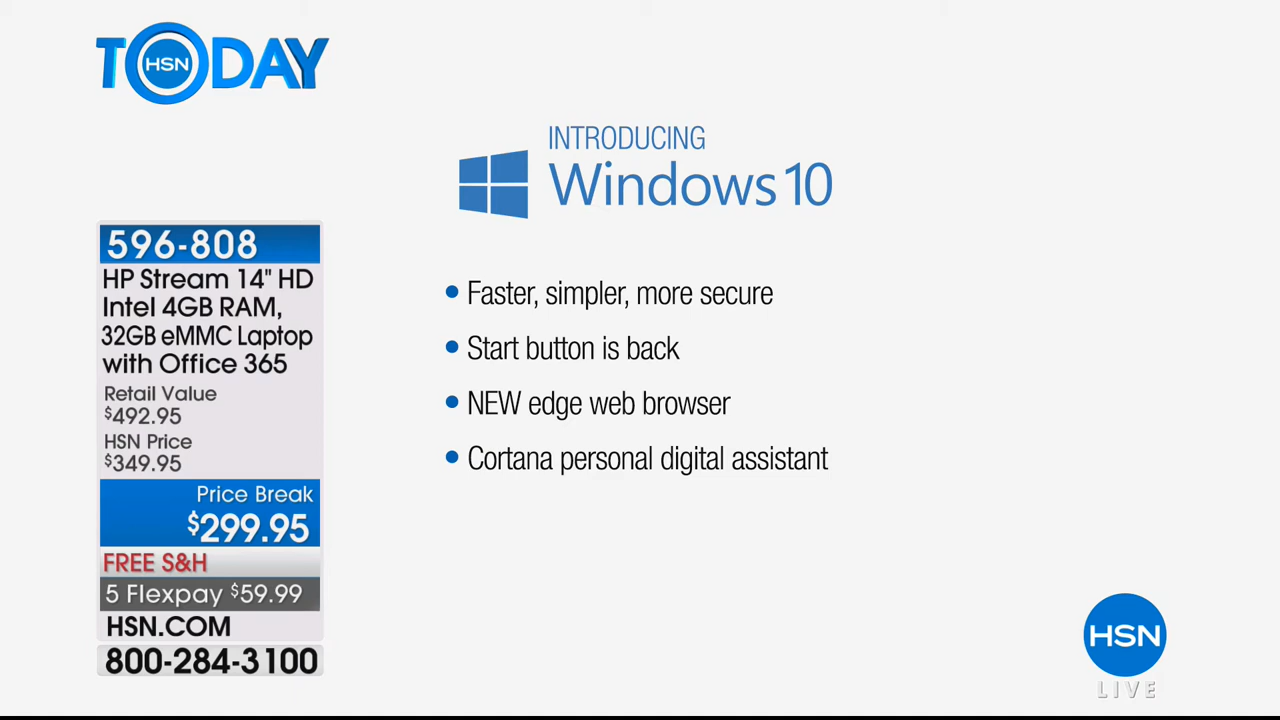 TODAY
HSN
INTRODUCING
Windows 10
596-808
HP Stream 14" HD
Intel 4GB RAM,
32GB eMMC Laptop
with Office 365
Retail Value
$492.95
HSN Price
$349.95
Price Break
$299.95
FREE S&H
5 Flexpay $59.99
HSN.COM
800-284-3100
• Faster, simpler, more secure
• Start button is back
• NEW edge web browser
• Cortana personal digital assistant
HSN
LIVE